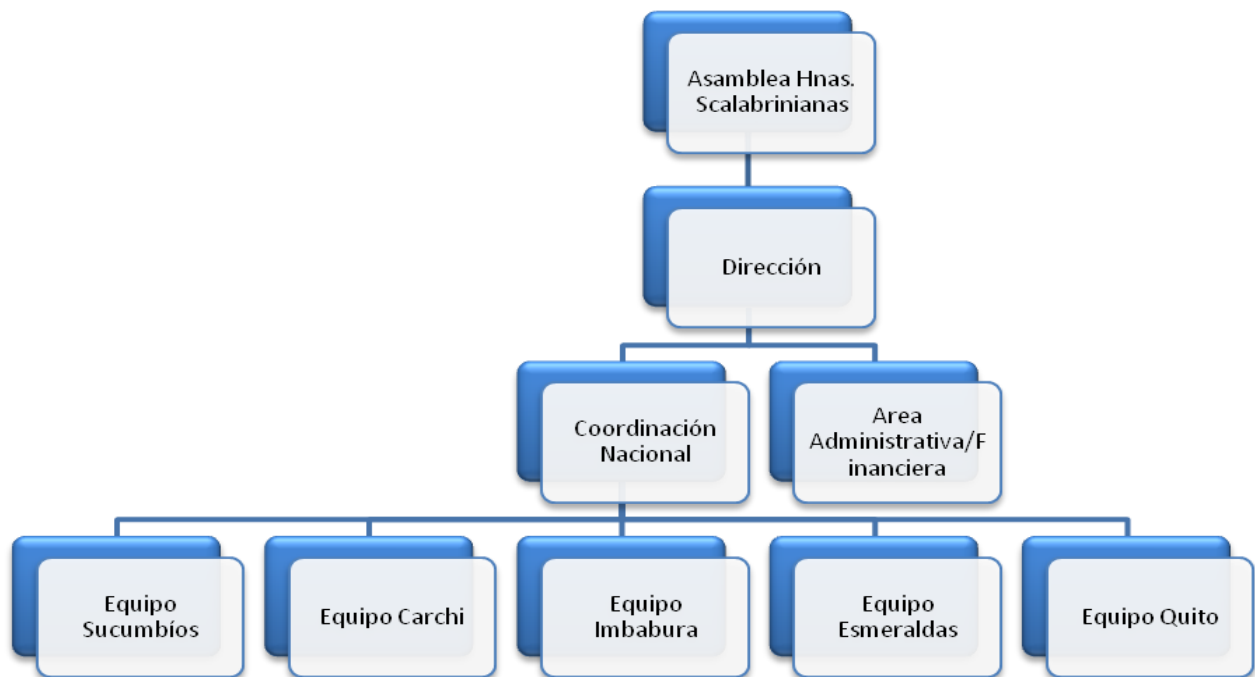 Asamblea Hnas.
Scalabrinianas
Dirección
Coordinación
Nacional
Area
Administrativa/F
inanciera
Equipo
Sucumbíos
Equipo Carchi
Equipo
Imbabura
Equipo
Esmeraldas
Equipo Quito